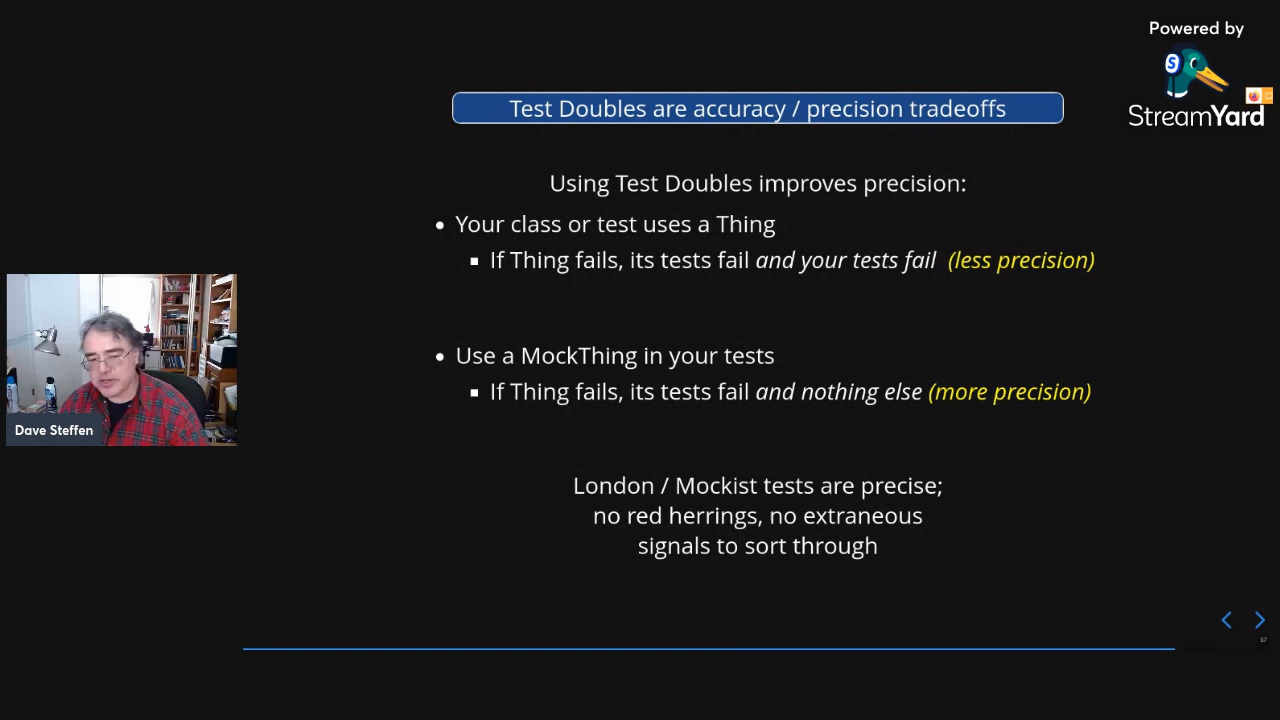 Powered by
S
StreamYard
Test Doubles are accuracy / precision tradeoffs
Using Test Doubles improves precision:
• Your class or test uses a Thing
▪ If Thing fails, its tests fail and your tests fail (less precision)
• Use a MockThing in your tests
▪ If Thing fails, its tests fail and nothing else (more precision)
London / Mockist tests are precise;
no red herrings, no extraneous
signals to sort through
Dave Steffen
57